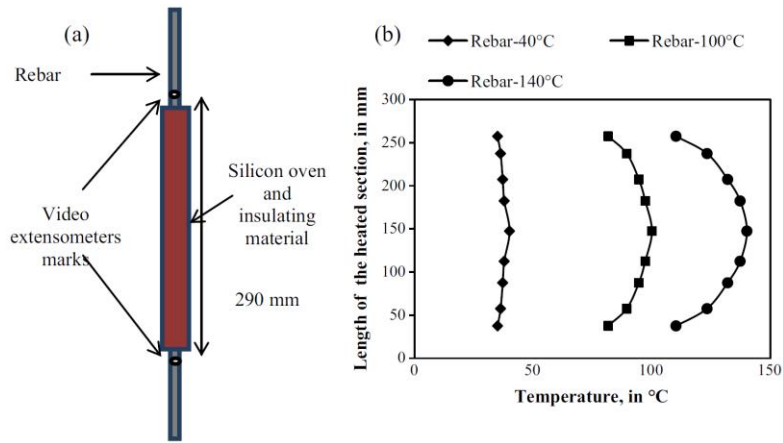 (a)
Rebar
Video
extensometers
marks
Silicon oven
and
insulating
material
290 mm
(b)
Rebar-40°C
Rebar-100°C
Rebar-140°C
Length of the heated section, in mm
300
250
200
150
100
50
0
0
50
100
150
Temperature, in °C